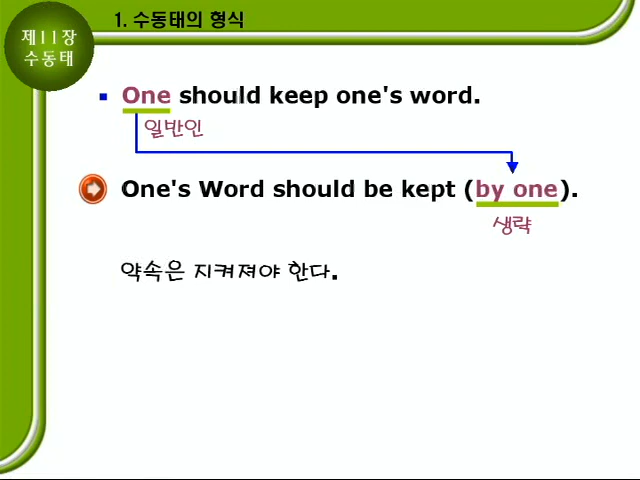 1. 수동태의 형식
제11장
수동태
One should keep one's word.
일반인
One's Word should be kept (by one).
생략
약속은 지켜져야 한다.